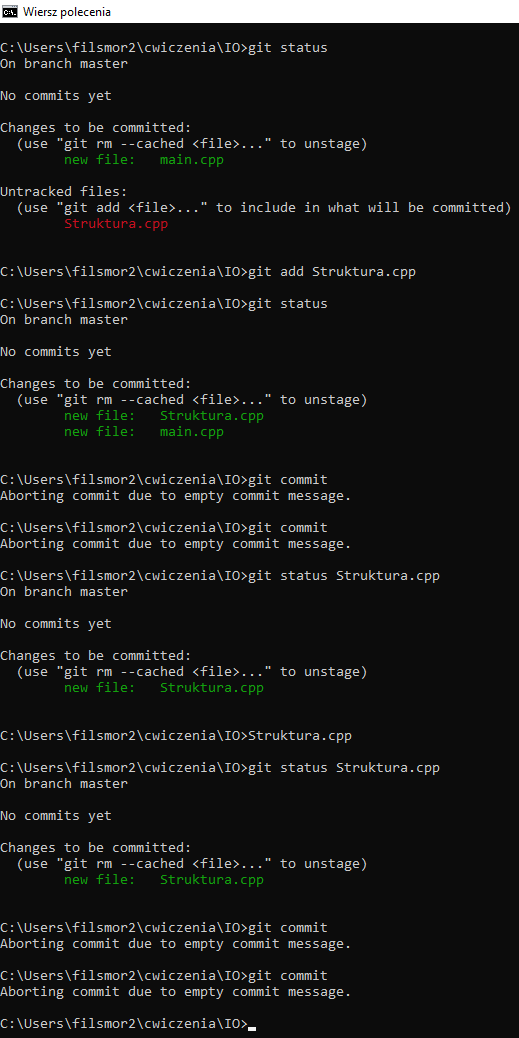 Wiersz polecenia
C:\Users\filsmor2\cwiczenia\IO>git status
On branch master
No commits yet
Changes to be committed:
(use "git rm --cached <file>..." to unstage)
new file:   main.cpp
Untracked files:
(use "git add <file>..." to include in what will be committed)
Struktura.cpp
C:\Users\filsmor2\cwiczenia\IO>git add Struktura.cpp
C:\Users\filsmor2\cwiczenia\IO>git status
On branch master
No commits yet
Changes to be committed:
(use "git rm --cached <file>..." to unstage)
new file:   Struktura.cpp
new file:   main.cpp
C:\Users\filsmor2\cwiczenia\IO>git commit
Aborting commit due to empty commit message.
C:\Users\filsmor2\cwiczenia\IO>git commit
Aborting commit due to empty commit message.
C:\Users\filsmor2\cwiczenia\IO>git status Struktura.cpp
On branch master
No commits yet
Changes to be committed:
(use "git rm --cached <file>..." to unstage)
new file:   Struktura.cpp
C:\Users\filsmor2\cwiczenia\IO>Struktura.cpp
C:\Users\filsmor2\cwiczenia\IO>git status Struktura.cpp
On branch master
No commits yet
Changes to be committed:
(use "git rm --cached <file>..." to unstage)
new file:   Struktura.cpp
C:\Users\filsmor2\cwiczenia\IO>git commit
Aborting commit due to empty commit message.
C:\Users\filsmor2\cwiczenia\IO>git commit
Aborting commit due to empty commit message.
C:\Users\filsmor2\cwiczenia\IO>